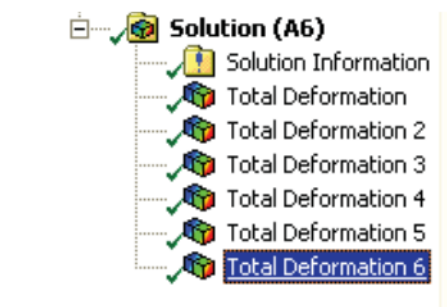 Solution (A6)
Solution Information
Total Deformation
Total Deformation 2
Total Deformation 3
Total Deformation 4
Total Deformation 5
Total Deformation 6